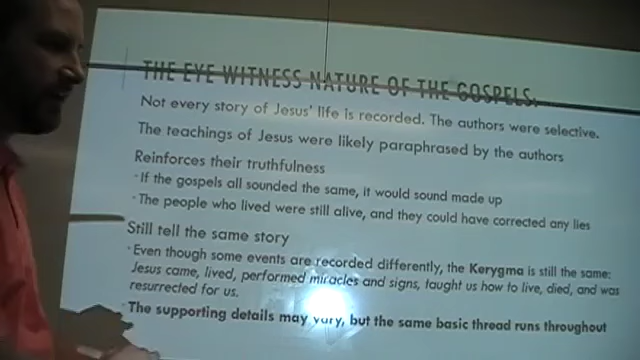 THE EYE WITNESS NATURE OF THE GOSPELS.
Not every story of Jesus' life is recorded. The authors were selective.
The teachings of Jesus were likely paraphrased by the authors
Reinforces their truthfulness
•If the gospels all sounded the same, it would sound made up
•The people who lived were still alive, and they could have corrected any lies
Still tell the same story
•Even though some events are recorded differently, the Kerygma is still the same:
Jesus came, lived, performed miracles and signs, taught us how to live, died, and was
resurrected for us.
•The supporting details may vary, but the same basic thread runs throughout